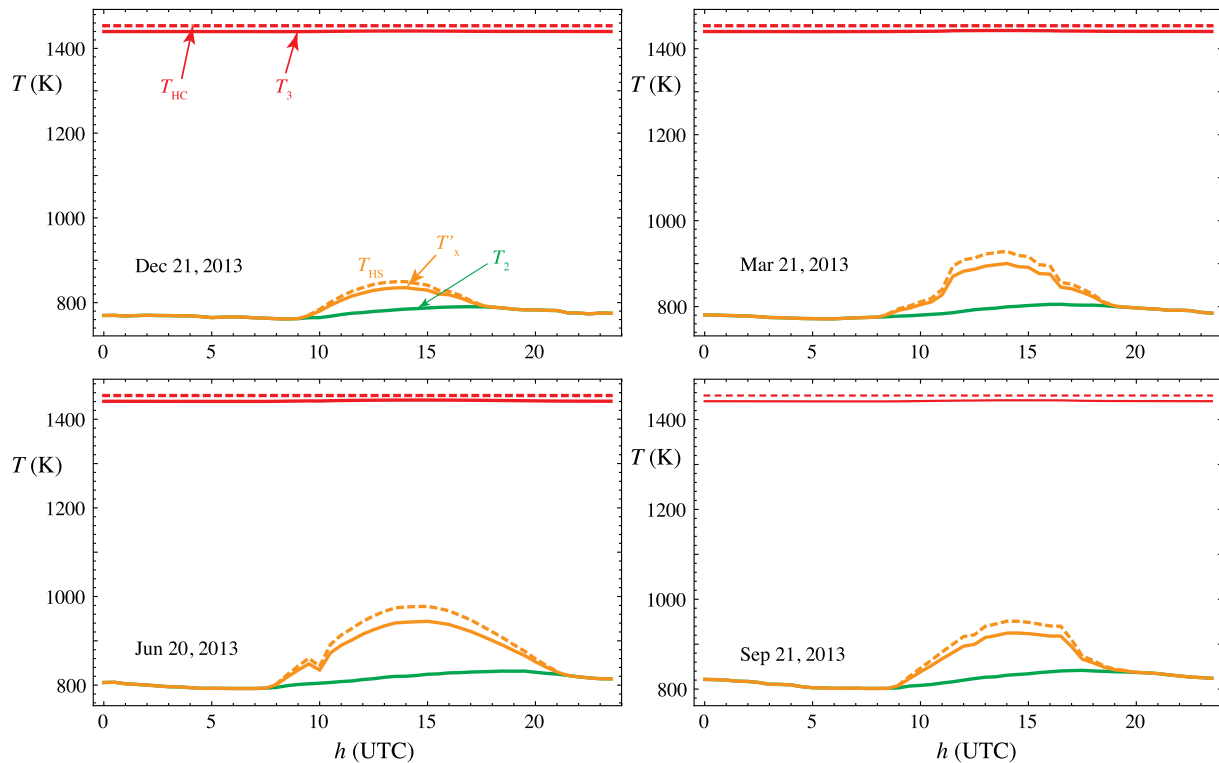 1400
1200
1000
800
T (K)
T_HC
T_3
Dec 21, 2013
T_HS
T'_x
T_2
0 5 10 15 20
1400
1200
1000
800
T (K)
Mar 21, 2013
0 5 10 15 20
1400
1200
1000
800
T (K)
Jun 20, 2013
0 5 10 15 20
h (UTC)
1400
1200
1000
800
T (K)
Sep 21, 2013
0 5 10 15 20
h (UTC)